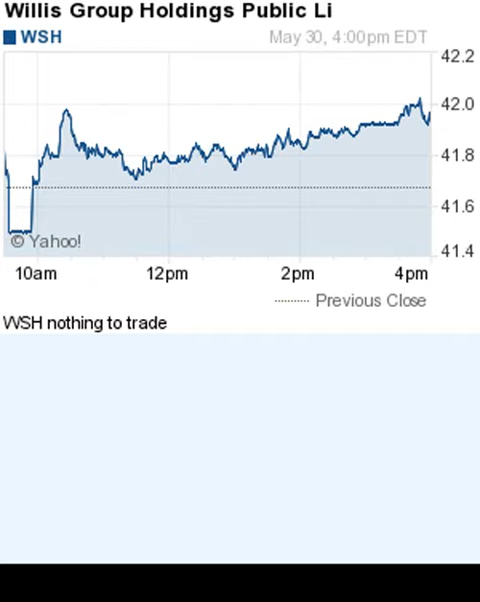 Willis Group Holdings Public Li
WSH May 30, 4:00pm EDT
42.2
42.0
41.8
41.6
41.4
© Yahoo!
10am 12pm 2pm 4pm
Previous Close
WSH nothing to trade